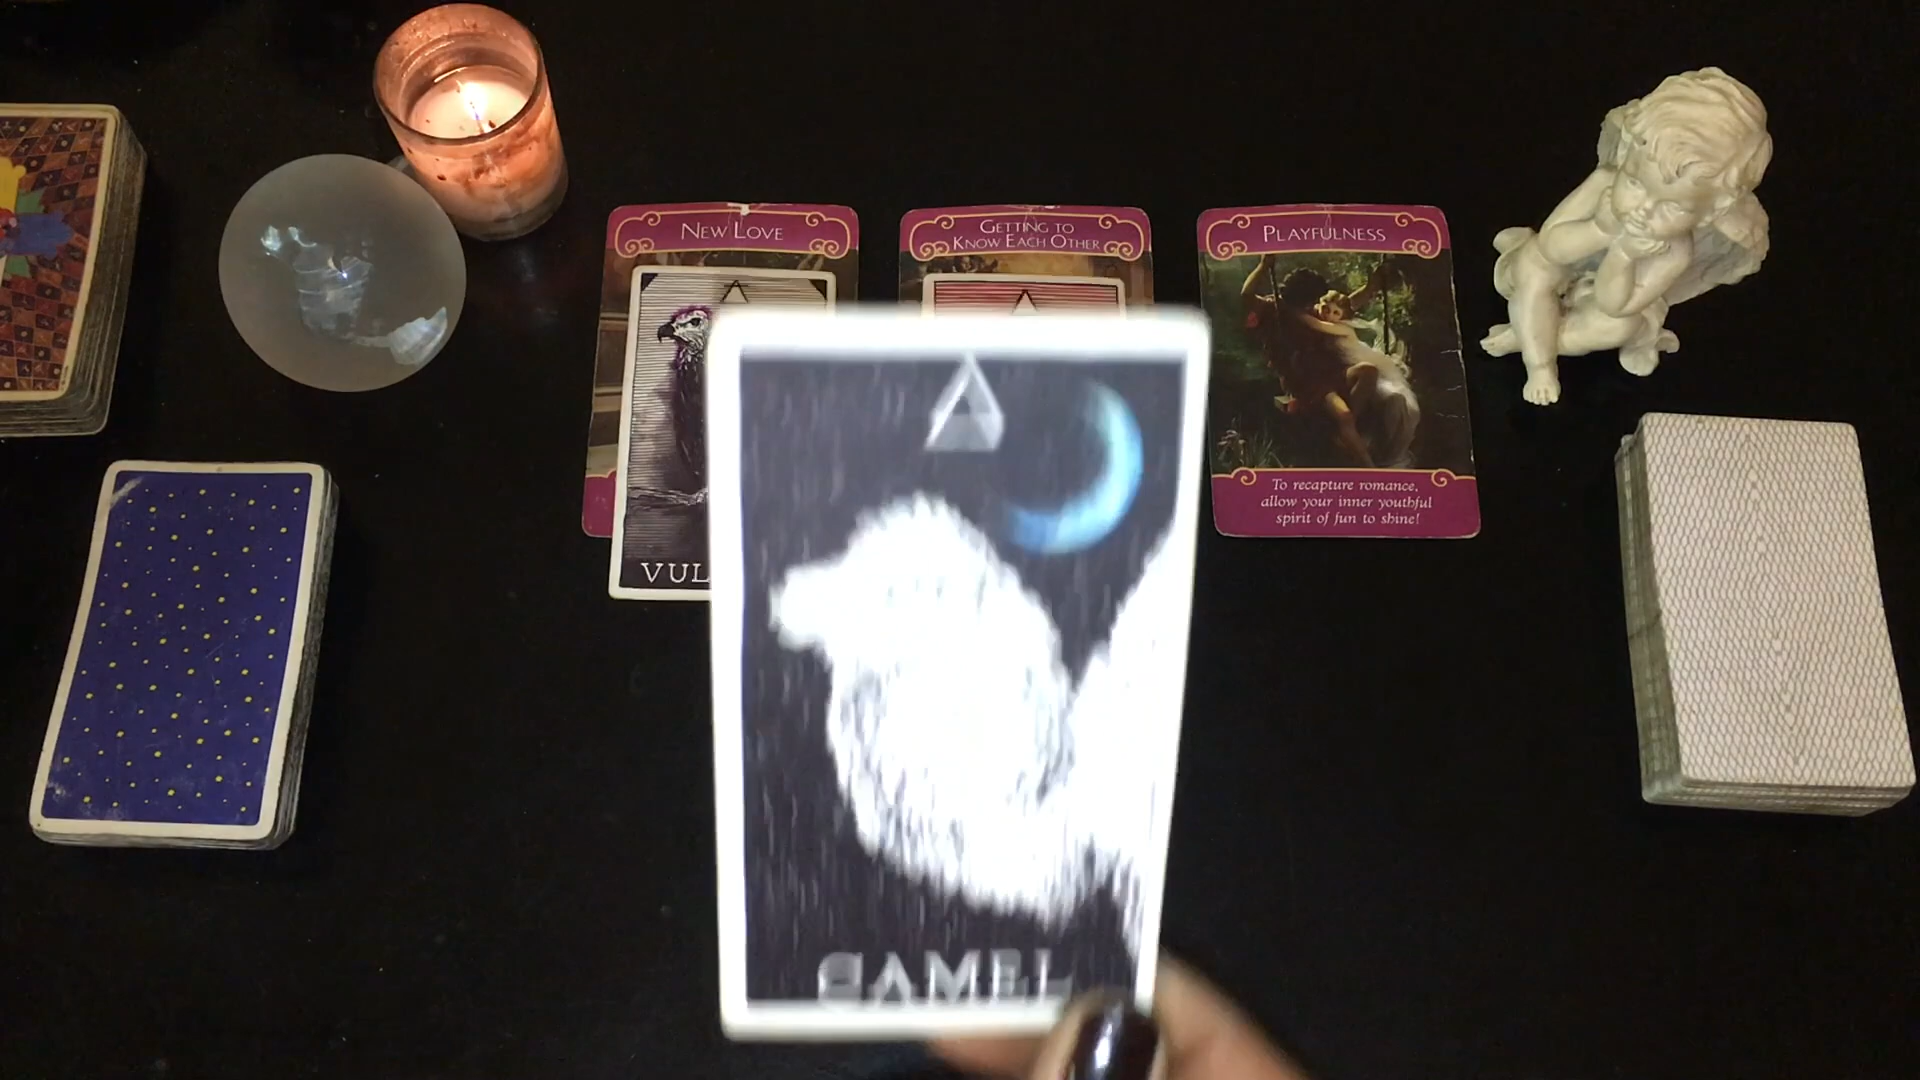 NEW LOVE
GETTING TO
KNOW EACH OTHER
PLAYFULNESS
To recapture romance,
allow your inner youthful
spirit of fun to shine!
VUL
CAMEL